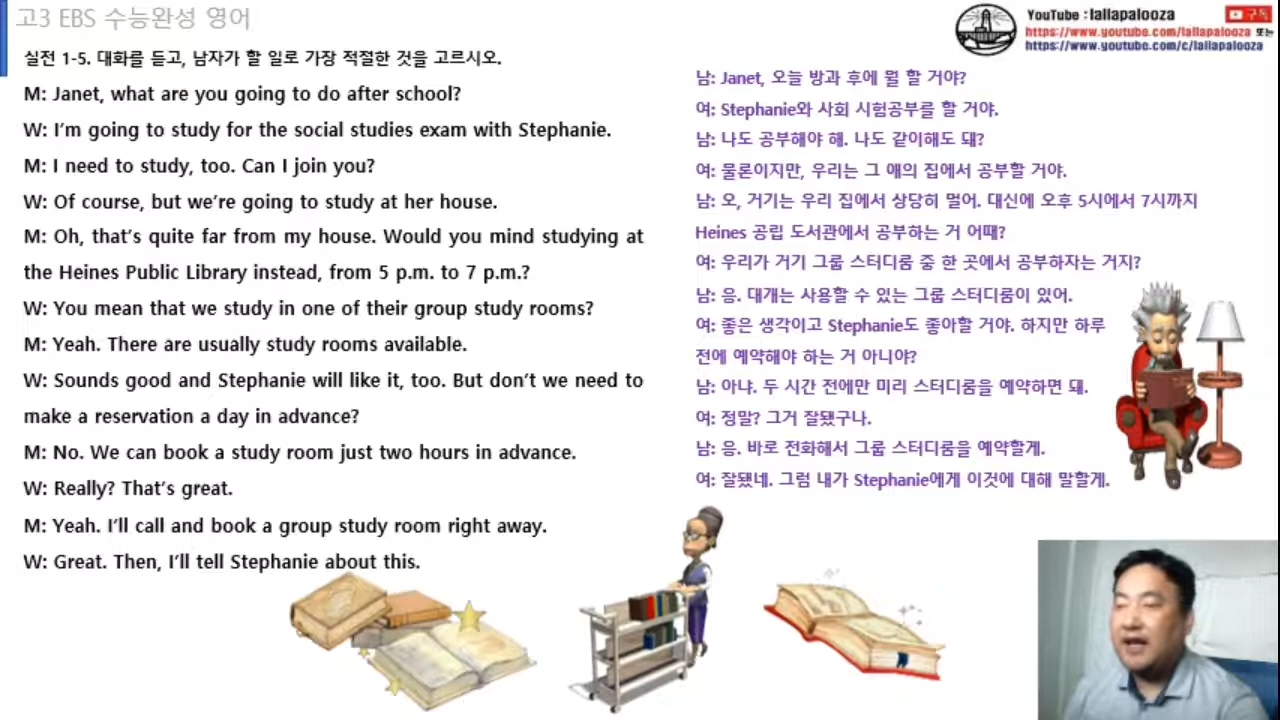 고3 EBS 수능완성 영어
YouTube : lallapalooza
구독
https://www.youtube.com/lallapalooza 또는
https://www.youtube.com/c/lallapalooza
실전 1-5. 대화를 듣고, 남자가 할 일로 가장 적절한 것을 고르시오.
M: Janet, what are you going to do after school?
W: I'm going to study for the social studies exam with Stephanie.
M: I need to study, too. Can I join you?
W: Of course, but we're going to study at her house.
M: Oh, that's quite far from my house. Would you mind studying at
the Heines Public Library instead, from 5 p.m. to 7 p.m.?
W: You mean that we study in one of their group study rooms?
M: Yeah. There are usually study rooms available.
W: Sounds good and Stephanie will like it, too. But don't we need to
make a reservation a day in advance?
M: No. We can book a study room just two hours in advance.
W: Really? That's great.
M: Yeah. I'll call and book a group study room right away.
W: Great. Then, I'll tell Stephanie about this.
남: Janet, 오늘 방과 후에 뭘 할 거야?
여: Stephanie와 사회 시험공부를 할 거야.
남: 나도 공부해야 해. 나도 같이해도 돼?
여: 물론이지만, 우리는 그 애의 집에서 공부할 거야.
남: 오, 거기는 우리 집에서 상당히 멀어. 대신에 오후 5시에서 7시까지
Heines 공립 도서관에서 공부하는 거 어때?
여: 우리가 거기 그룹 스터디룸 중 한 곳에서 공부하자는 거지?
남: 응. 대개는 사용할 수 있는 그룹 스터디룸이 있어.
여: 좋은 생각이고 Stephanie도 좋아할 거야. 하지만 하루
전에 예약해야 하는 거 아니야?
남: 아냐. 두 시간 전에만 미리 스터디룸을 예약하면 돼.
여: 정말? 그거 잘됐구나.
남: 응. 바로 전화해서 그룹 스터디룸을 예약할게.
여: 잘됐네. 그럼 내가 Stephanie에게 이것에 대해 말할게.